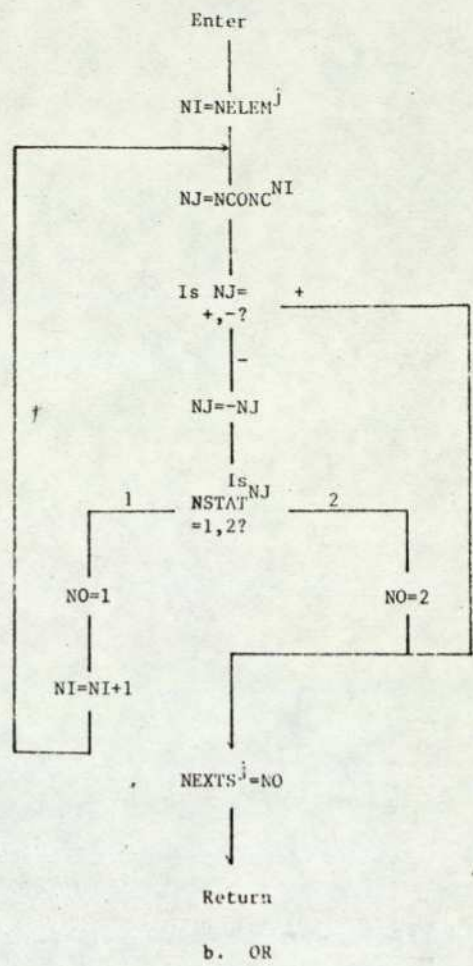 Enter
NI=NELEM^j
NJ=NCONC^NI
Is NJ= +
+,-?
-
NJ=-NJ
Is
1 NSTAT^NJ 2
=1,2?
NO=1 NO=2
NI=NI+1
NEXTS^j=NO
Return
b. OR